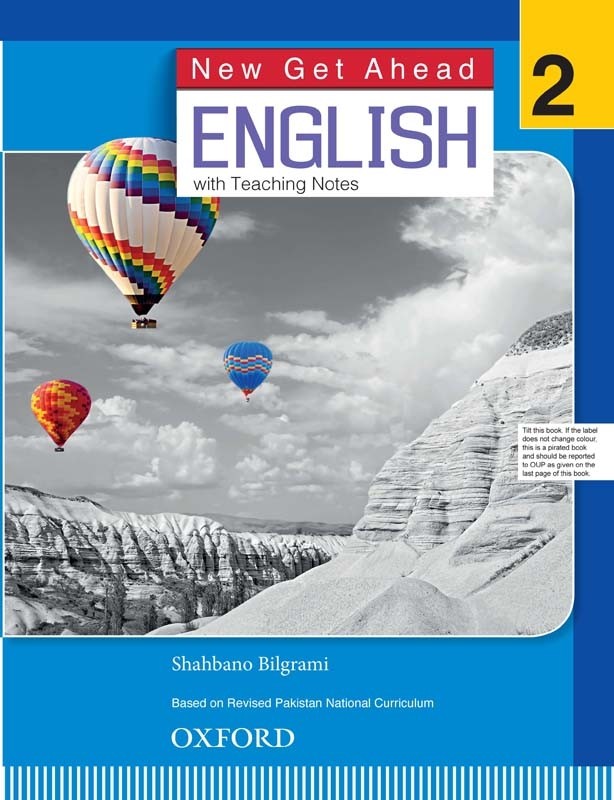 New Get Ahead
2
ENGLISH
with Teaching Notes
Tilt this book. If the label
does not change colour,
this is a pirated book
and should be reported
to OUP as given on the
last page of this book.
Shahbano Bilgrami
Based on Revised Pakistan National Curriculum
OXFORD